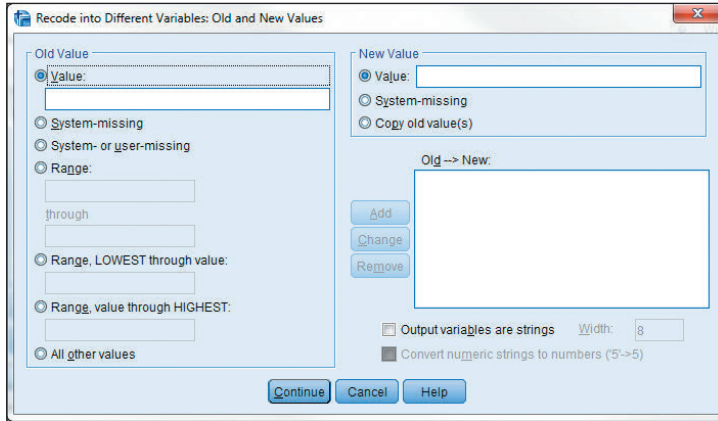 Recode into Different Variables: Old and New Values
Old Value
Value:
System-missing
System- or user-missing
Range:
through
Range, LOWEST through value:
Range, value through HIGHEST:
All other values
New Value
Value:
System-missing
Copy old value(s)
Old --> New:
Add
Change
Remove
Output variables are strings Width: 8
Convert numeric strings to numbers ('5'->5)
Continue Cancel Help